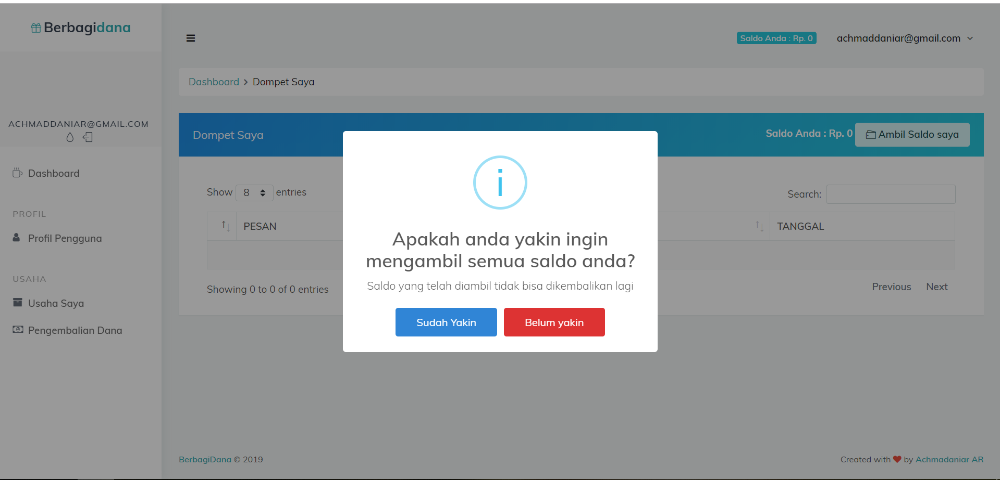 Berbagidana
Saldo Anda : Rp. 0
achmaddaniar@gmail.com
Dashboard > Dompet Saya
ACHMADDANIAR@GMAIL.COM
Dashboard
PROFIL
Profil Pengguna
USAHA
Usaha Saya
Pengembalian Dana
Dompet Saya
Saldo Anda : Rp. 0
Ambil Saldo saya
Show 8 entries
Search:
PESAN
TANGGAL
Showing 0 to 0 of 0 entries
Previous Next
i
Apakah anda yakin ingin
mengambil semua saldo anda?
Saldo yang telah diambil tidak bisa dikembalikan lagi
Sudah Yakin
Belum yakin
BerbagiDana © 2019
Created with ❤ by Achmadaniar AR